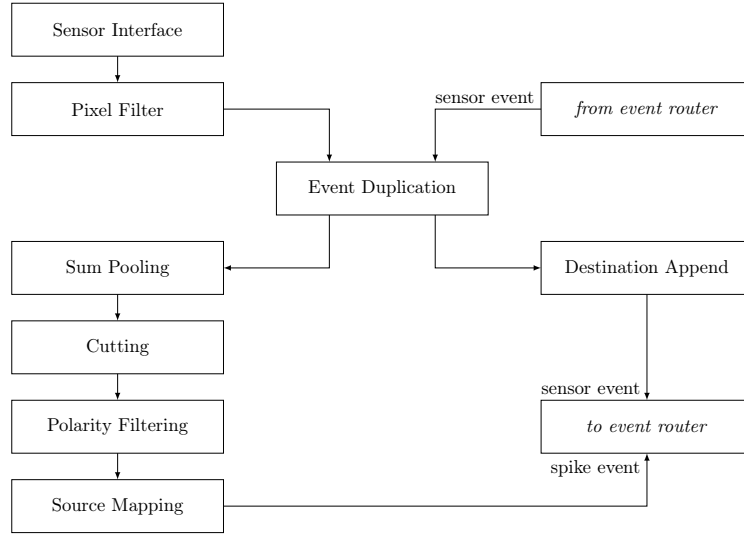 Sensor Interface
Pixel Filter
sensor event
from event router
Event Duplication
Sum Pooling
Destination Append
Cutting
sensor event
Polarity Filtering
to event router
spike event
Source Mapping